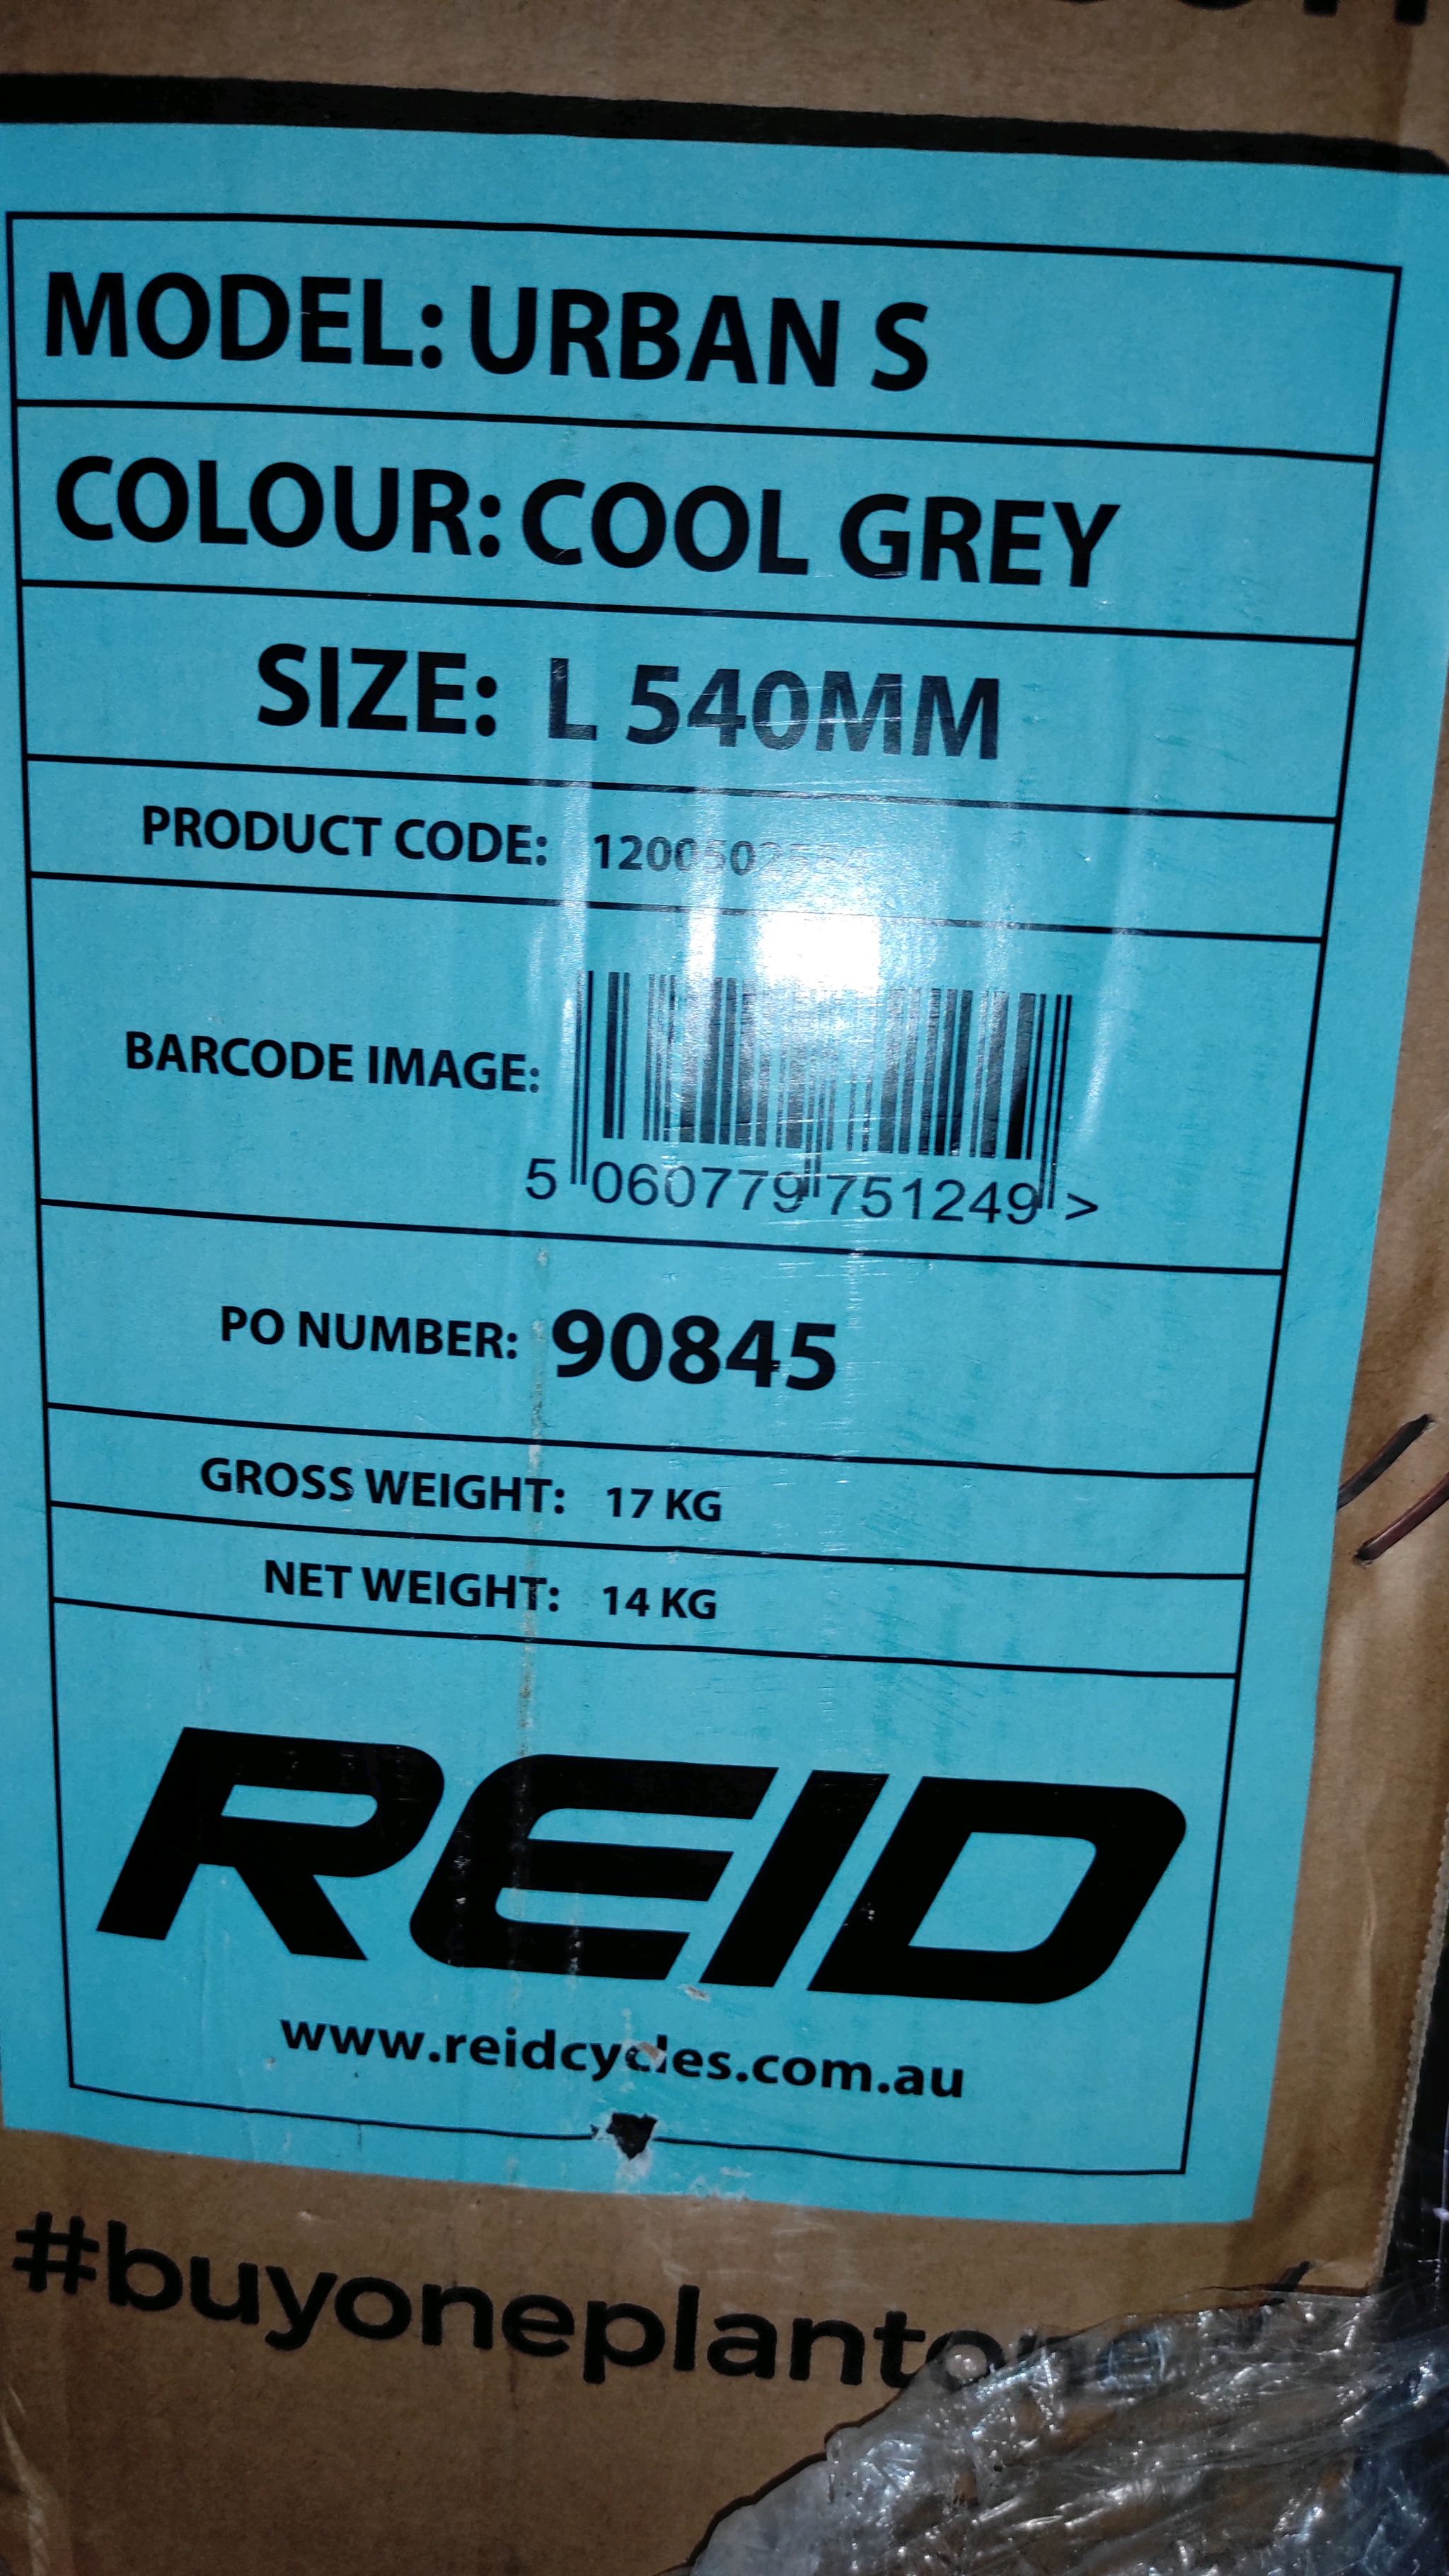 MODEL: URBAN S
COLOUR: COOL GREY
SIZE: L 540MM
PRODUCT CODE:
BARCODE IMAGE:
5 060779 751249 >
PO NUMBER: 90845
GROSS WEIGHT: 17 KG
NET WEIGHT: 14 KG
REID
www.reidcycles.com.au
#buyoneplantone